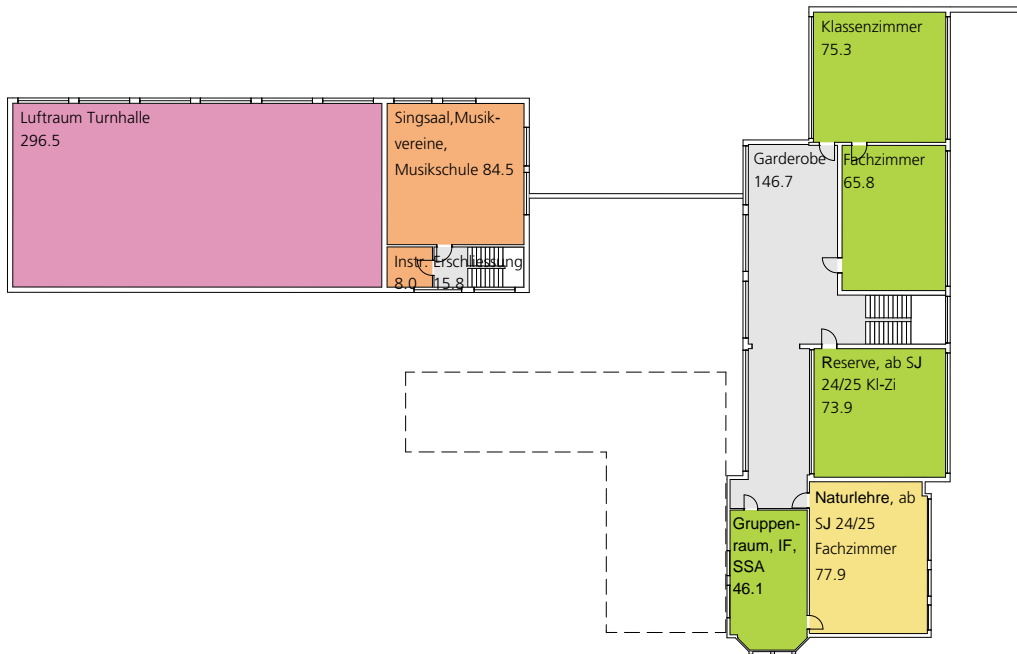 Klassenzimmer
75.3
Luftraum Turnhalle
296.5
Singsaal,Musik-
vereine,
Musikschule 84.5
Garderobe
146.7
Fachzimmer
65.8
Instr.
8.0
Erschliessung
15.8
Reserve, ab SJ
24/25 Kl-Zi
73.9
Naturlehre, ab
SJ 24/25
Fachzimmer
77.9
Gruppen-
raum, IF,
SSA
46.1